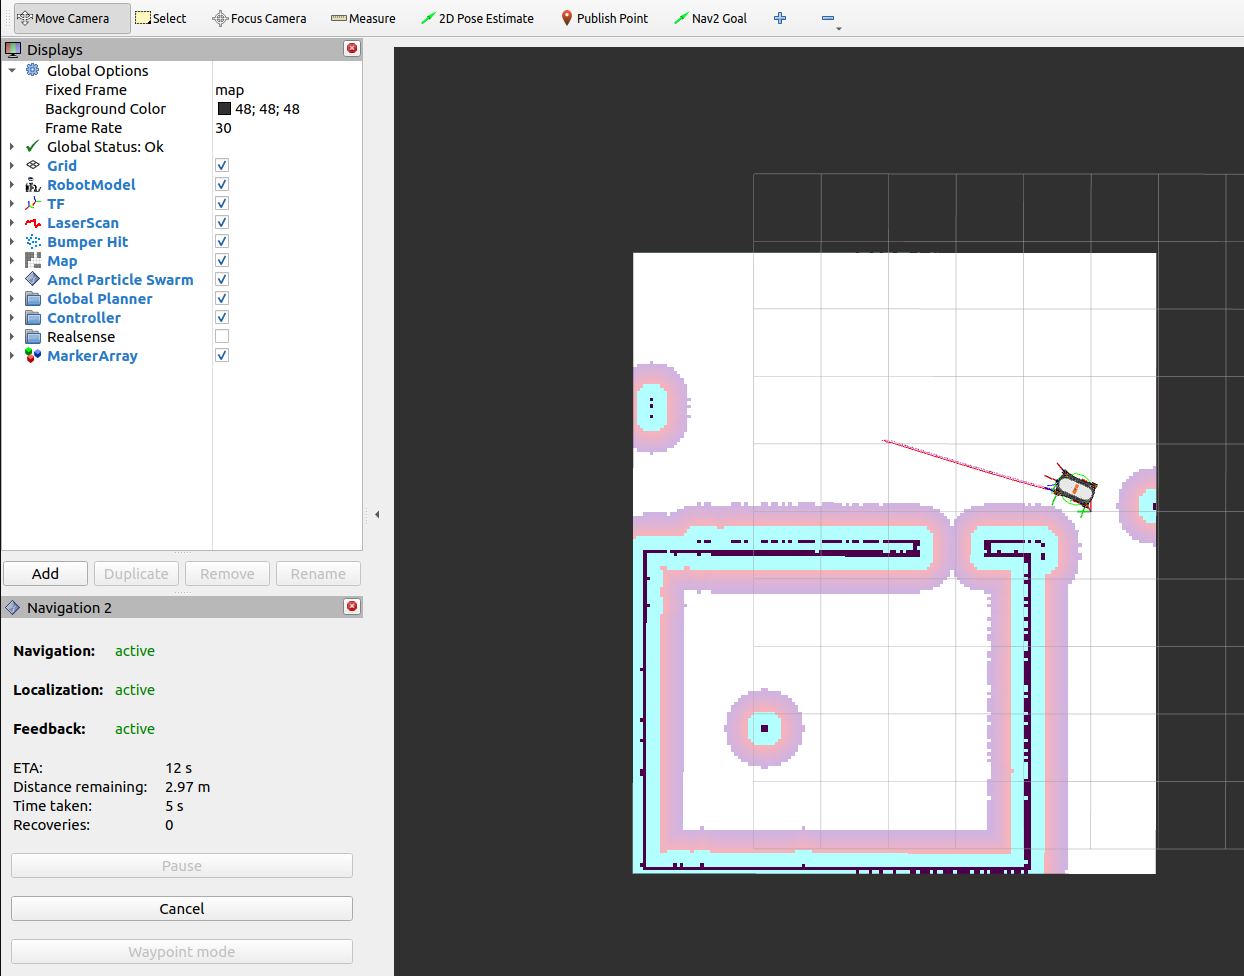 Move Camera Select Focus Camera Measure 2D Pose Estimate Publish Point Nav2 Goal
Displays
Global Options
Fixed Frame map
Background Color 48; 48; 48
Frame Rate 30
Global Status: Ok
Grid
RobotModel
TF
LaserScan
Bumper Hit
Map
Amcl Particle Swarm
Global Planner
Controller
Realsense
MarkerArray
Add Duplicate Remove Rename
Navigation 2
Navigation: active
Localization: active
Feedback: active
ETA: 12 s
Distance remaining: 2.97 m
Time taken: 5 s
Recoveries: 0
Pause
Cancel
Waypoint mode